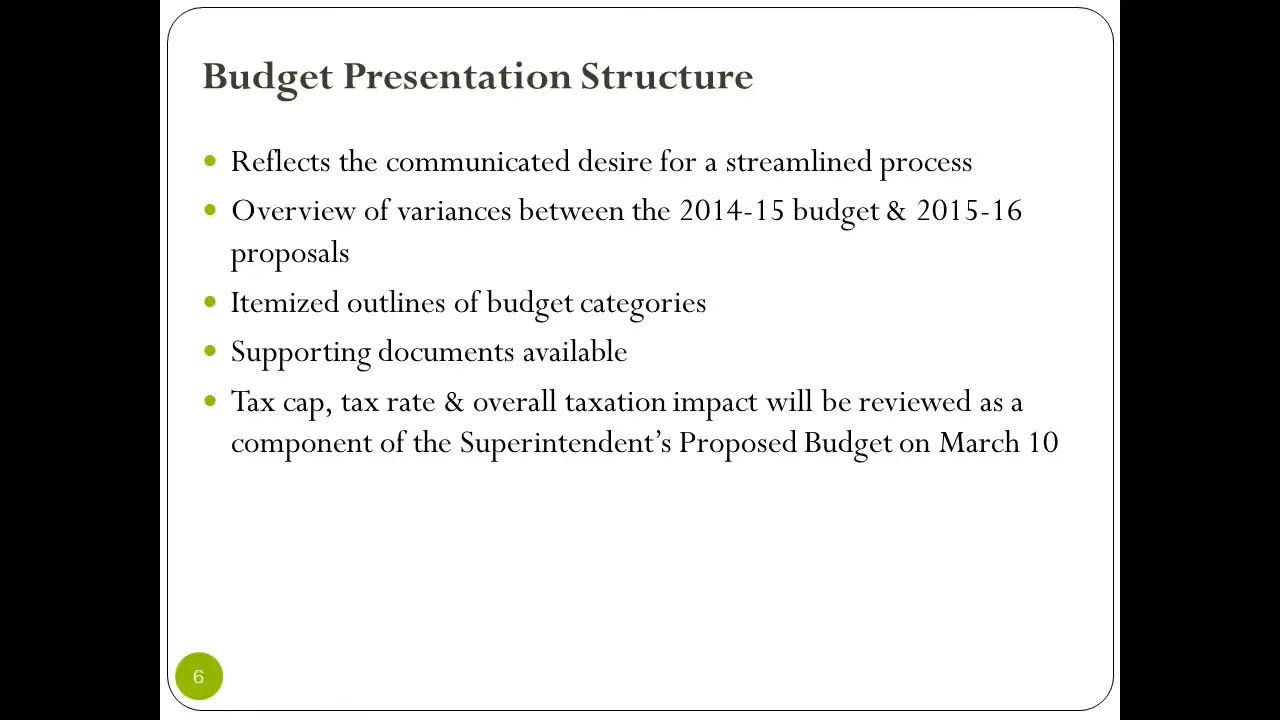 Budget Presentation Structure
Reflects the communicated desire for a streamlined process
Overview of variances between the 2014-15 budget & 2015-16
proposals
Itemized outlines of budget categories
Supporting documents available
Tax cap, tax rate & overall taxation impact will be reviewed as a
component of the Superintendent’s Proposed Budget on March 10
6